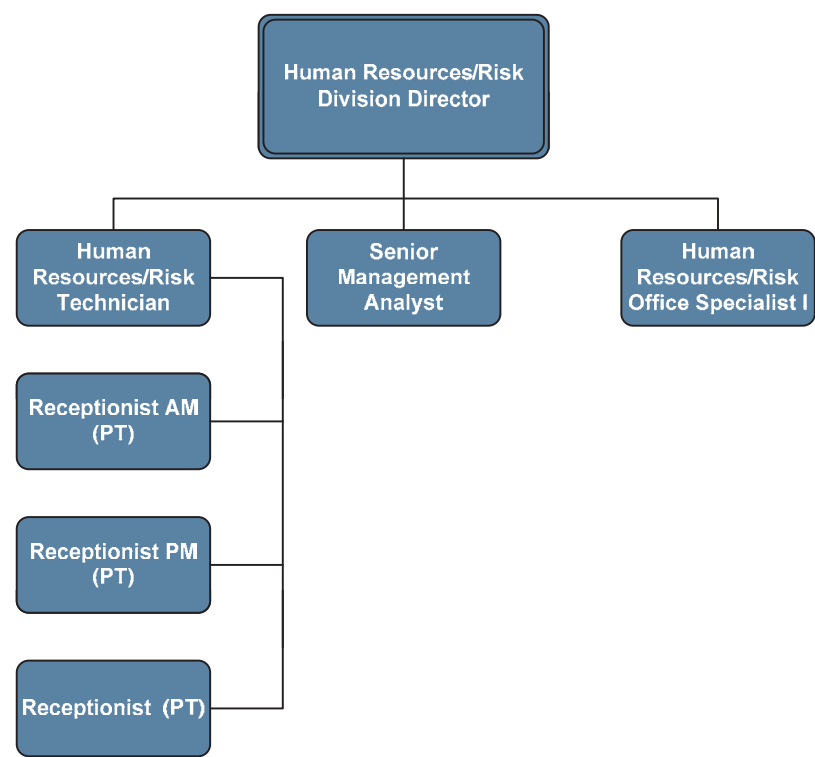 Human Resources/Risk
Division Director
Human
Resources/Risk
Technician
Senior
Management
Analyst
Human
Resources/Risk
Office Specialist I
Receptionist AM
(PT)
Receptionist PM
(PT)
Receptionist  (PT)